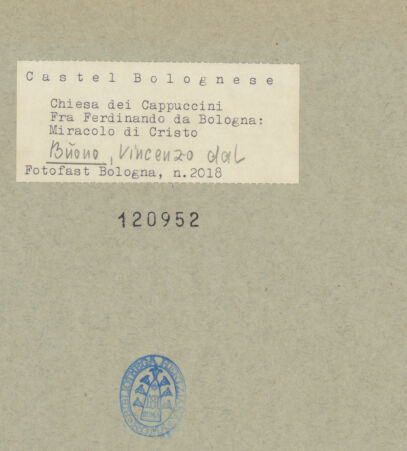 Castel Bolognese
Chiesa dei Cappuccini
Fra Ferdinando da Bologna:
Miracolo di Cristo
Buono, Vincenzo dal
Fotofast Bologna, n.2018
120952